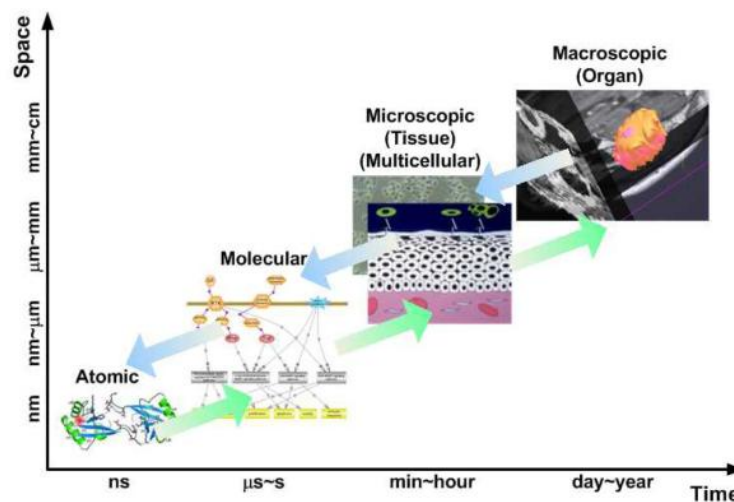 Space
mm~cm
μm~mm
nm~μm
nm
Macroscopic
(Organ)
Microscopic
(Tissue)
(Multicellular)
Molecular
Atomic
ns
μs~s
min~hour
day~year
Time